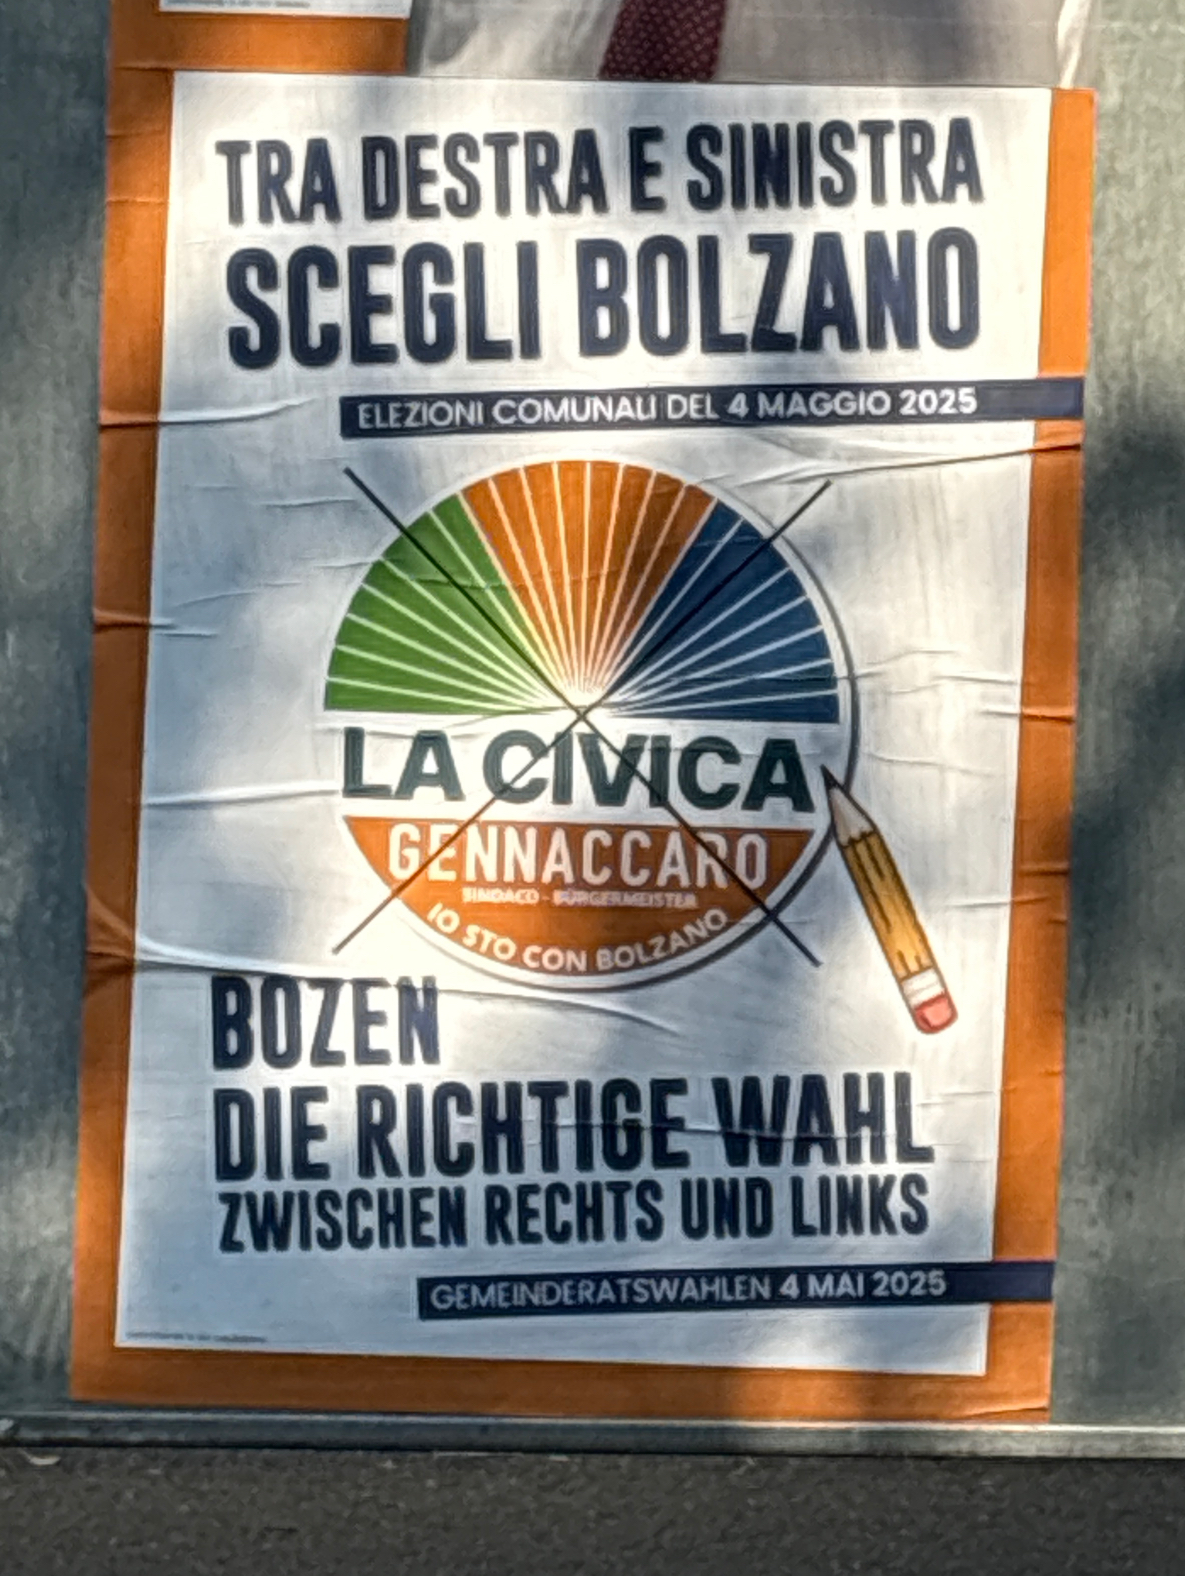 TRA DESTRA E SINISTRA
SCEGLI BOLZANO
ELEZIONI COMUNALI DEL 4 MAGGIO 2025
LA CIVICA
GENNACCARO
SINDACO - BÜRGERMEISTER
IO STO CON BOLZANO
BOZEN
DIE RICHTIGE WAHL
ZWISCHEN RECHTS UND LINKS
GEMEINDERATSWAHLEN 4 MAI 2025